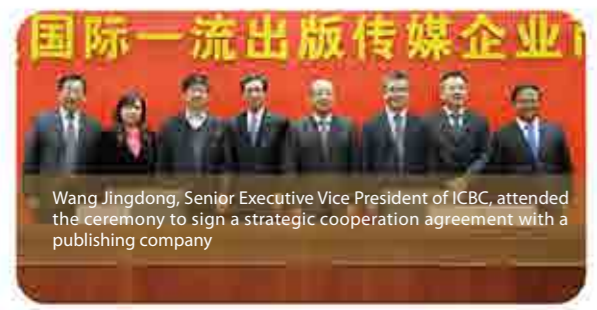 国际一流出版传媒企业
Wang Jingdong, Senior Executive Vice President of ICBC, attended
the ceremony to sign a strategic cooperation agreement with a
publishing company